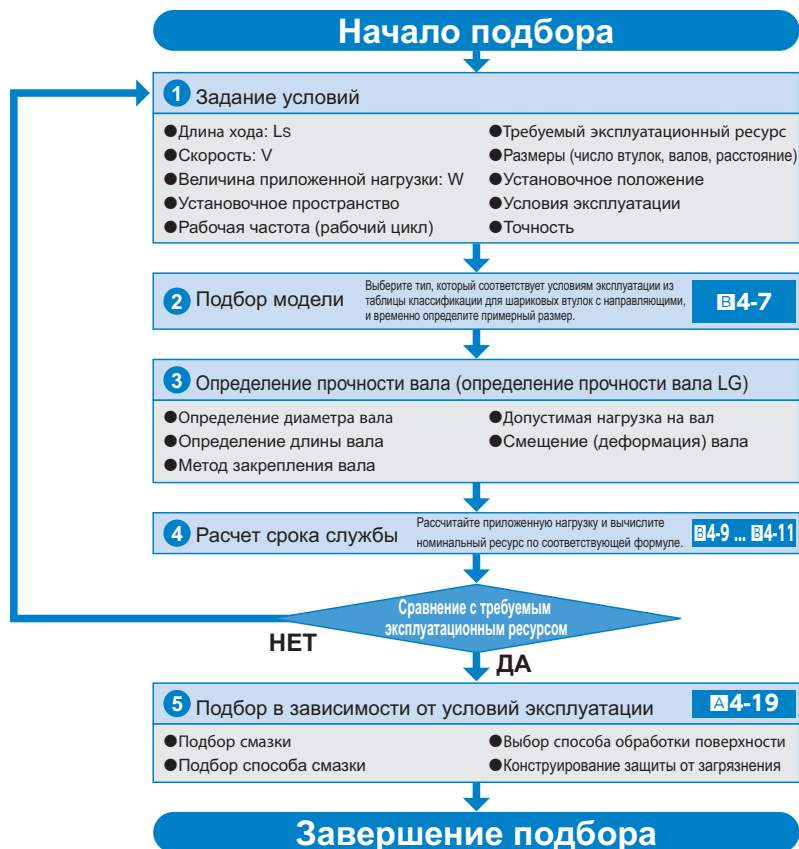 Начало подбора
1 Задание условий
●Длина хода: Ls
●Скорость: V
●Величина приложенной нагрузки: W
●Установочное пространство
●Рабочая частота (рабочий цикл)
●Требуемый эксплуатационный ресурс
●Размеры (число втулок, валов, расстояние)
●Установочное положение
●Условия эксплуатации
●Точность
2 Подбор модели
Выберите тип, который соответствует условиям эксплуатации из
таблицы классификации для шариковых втулок с направляющими,
и временно определите примерный размер.
B4-7
3 Определение прочности вала (определение прочности вала LG)
●Определение диаметра вала
●Определение длины вала
●Метод закрепления вала
●Допустимая нагрузка на вал
●Смещение (деформация) вала
4 Расчет срока службы
Рассчитайте приложенную нагрузку и вычислите
номинальный ресурс по соответствующей формуле.
B4-9 ... B4-11
Сравнение с требуемым
эксплуатационным ресурсом
НЕТ
ДА
5 Подбор в зависимости от условий эксплуатации
A4-19
●Подбор смазки
●Подбор способа смазки
●Выбор способа обработки поверхности
●Конструирование защиты от загрязнения
Завершение подбора